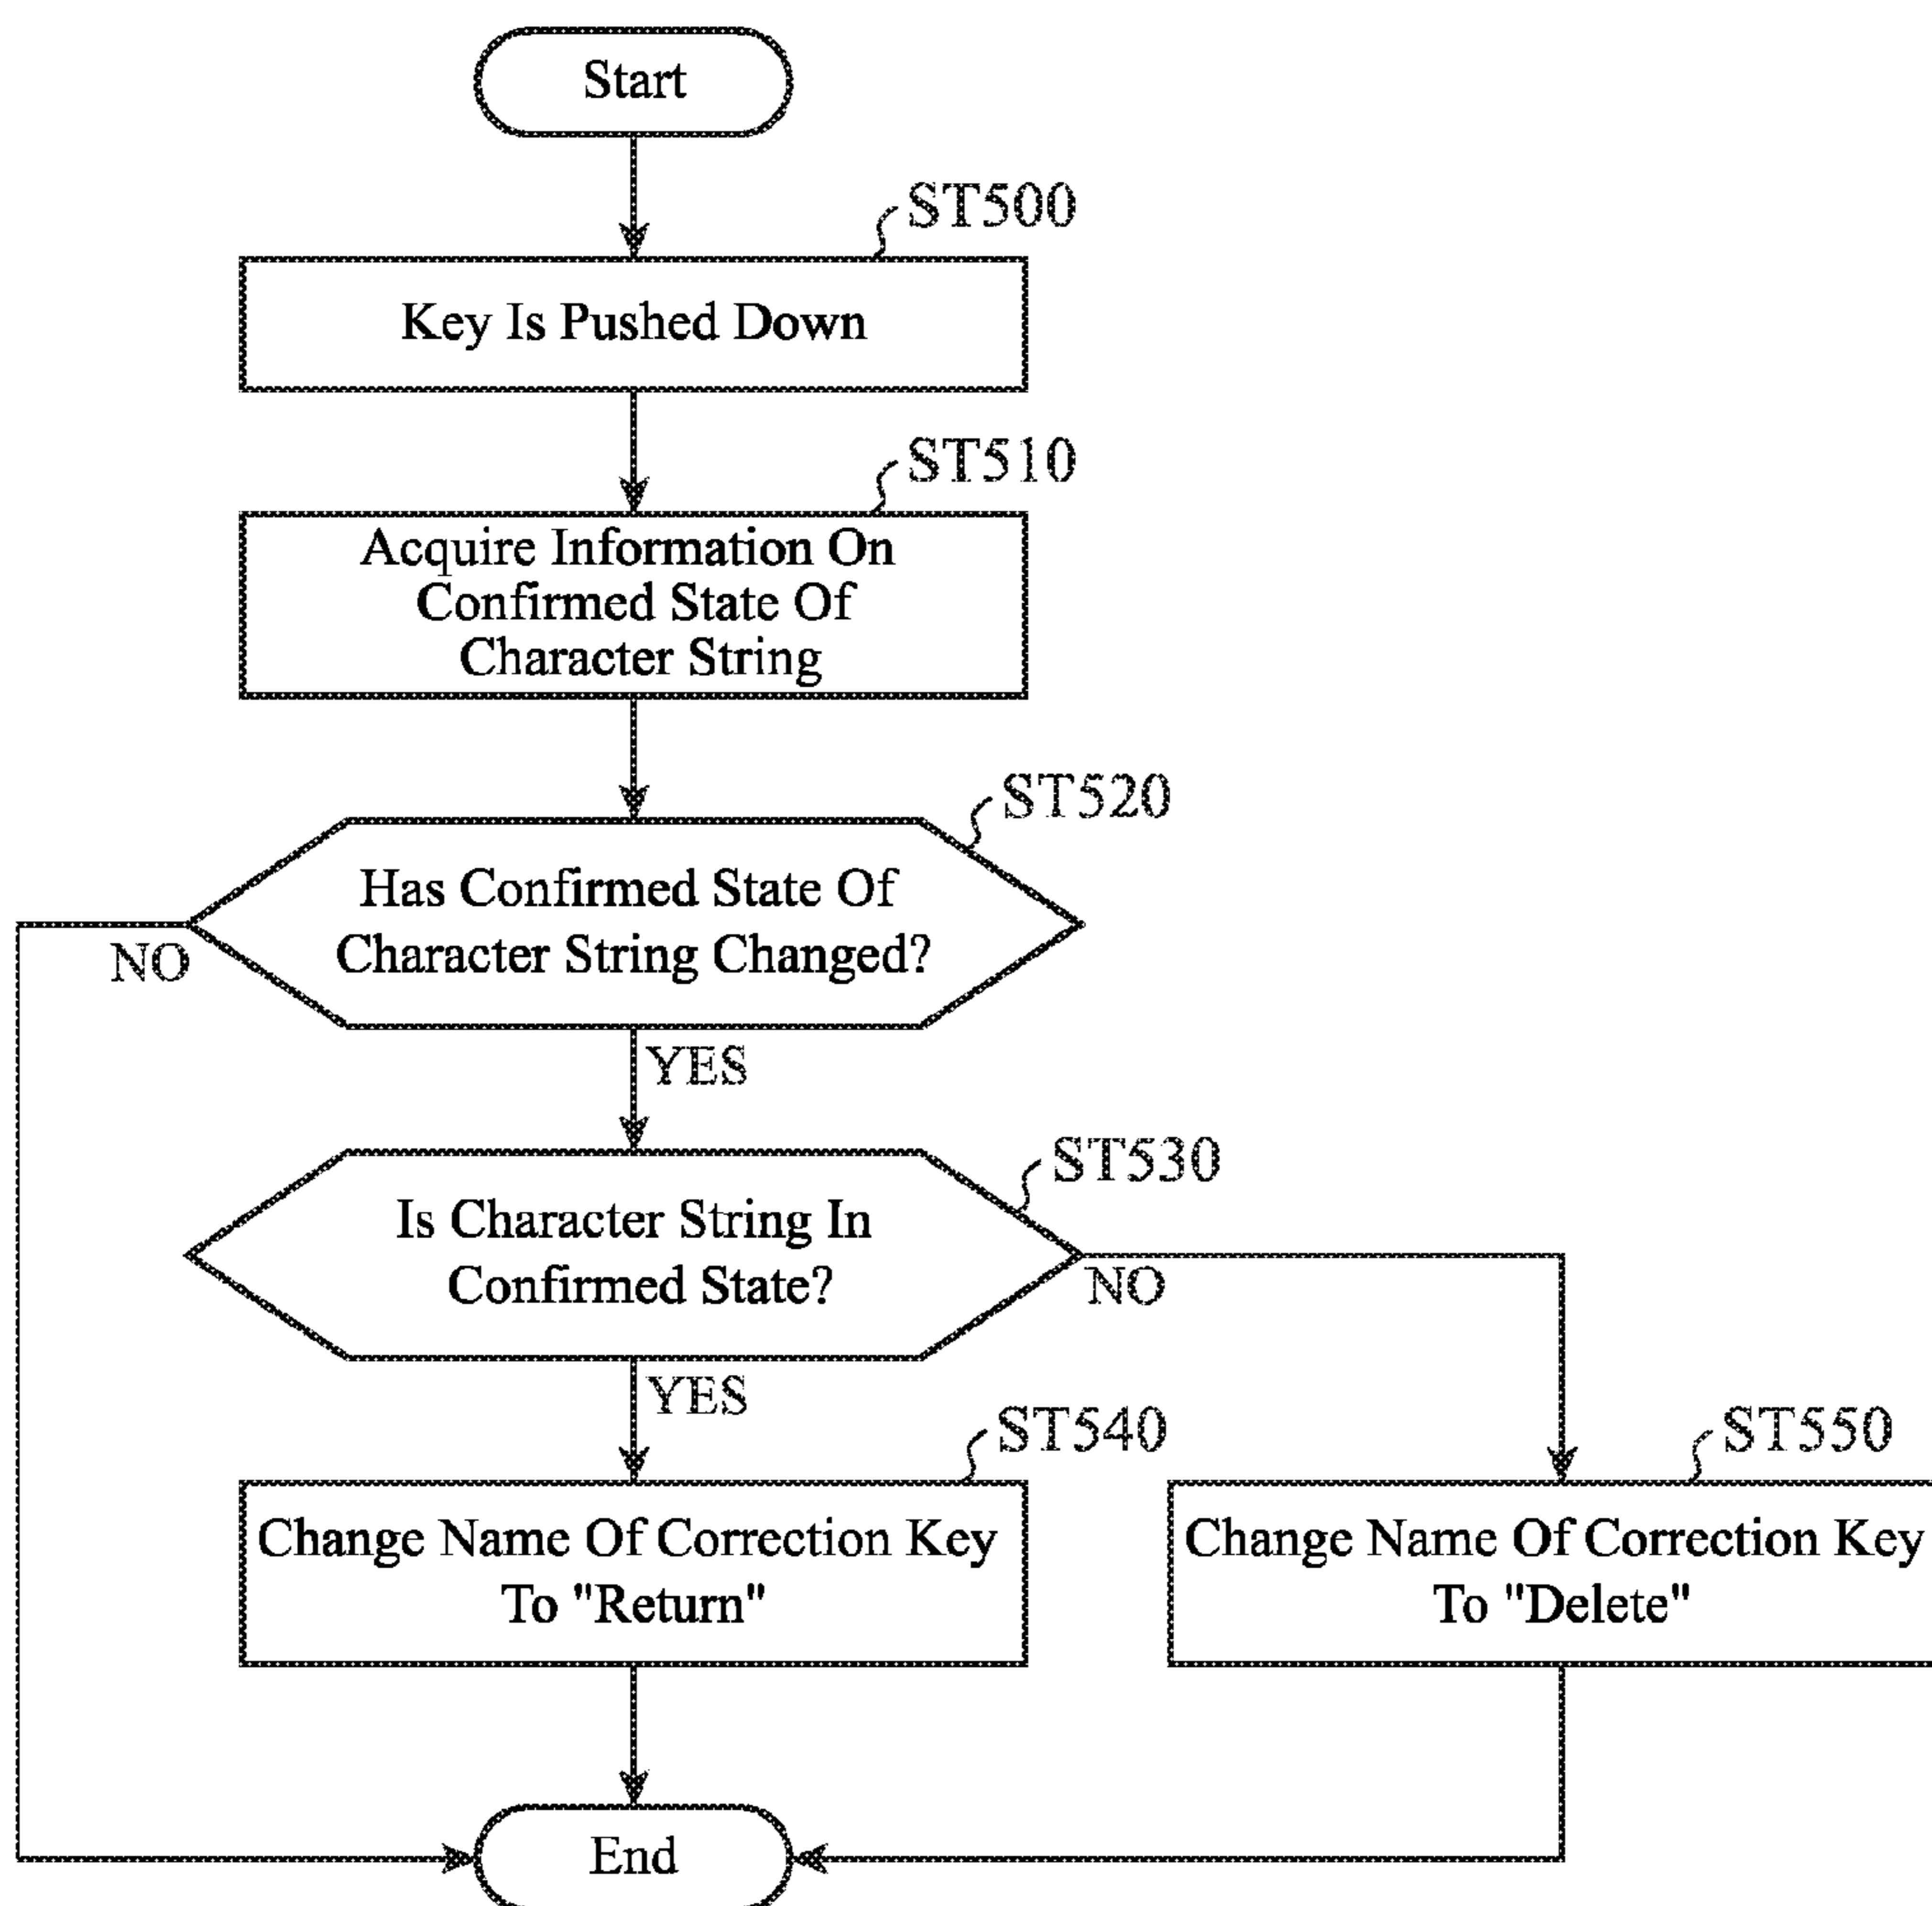 Start
ST500
Key Is Pushed Down
ST510
Acquire Information On
Confirmed State Of
Character String
ST520
Has Confirmed State Of
Character String Changed?
NO
YES
ST530
Is Character String In
Confirmed State?
NO
YES
ST540
ST550
Change Name Of Correction Key
To "Return"
Change Name Of Correction Key
To "Delete"
End